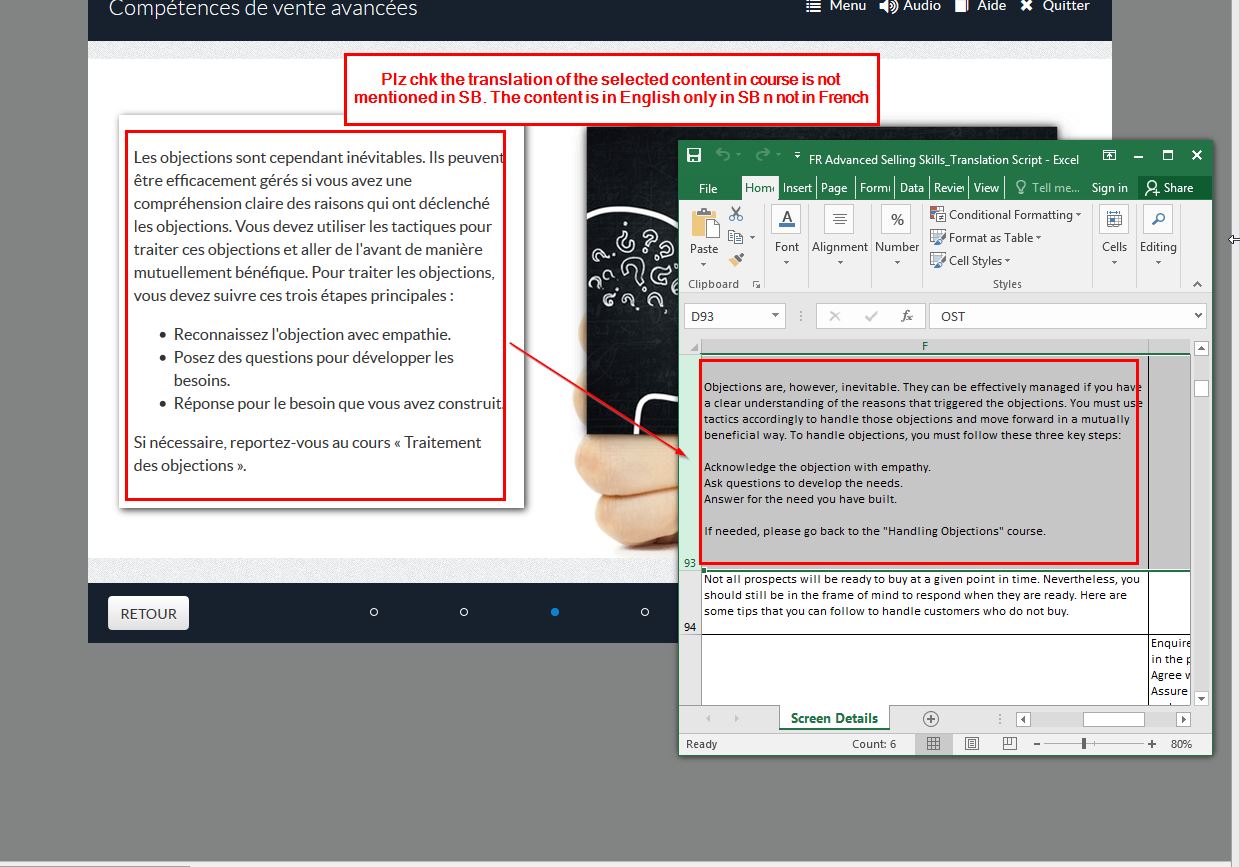 Compétences de vente avancées
Menu Audio Aide Quitter
Plz chk the translation of the selected content in course is not
mentioned in SB. The content is in English only in SB n not in French
Les objections sont cependant inévitables. Ils peuvent
être efficacement gérés si vous avez une
compréhension claire des raisons qui ont déclenché
les objections. Vous devez utiliser les tactiques pour
traiter ces objections et aller de l'avant de manière
mutuellement bénéfique. Pour traiter les objections,
vous devez suivre ces trois étapes principales :
• Reconnaissez l'objection avec empathie.
• Posez des questions pour développer les
besoins.
• Réponse pour le besoin que vous avez construit.
Si nécessaire, reportez-vous au cours « Traitement
des objections ».
RETOUR
FR Advanced Selling Skills_Translation Script - Excel
File Home Insert Page Formu Data Review View Tell me... Sign in Share
Paste
Clipboard
Font
Alignment
%
Number
Conditional Formatting
Format as Table
Cell Styles
Styles
Cells
Editing
D93 fx OST
F
Objections are, however, inevitable. They can be effectively managed if you have
a clear understanding of the reasons that triggered the objections. You must use
tactics accordingly to handle those objections and move forward in a mutually
beneficial way. To handle objections, you must follow these three key steps:
Acknowledge the objection with empathy.
Ask questions to develop the needs.
Answer for the need you have built.
If needed, please go back to the "Handling Objections" course.
93
Not all prospects will be ready to buy at a given point in time. Nevertheless, you
should still be in the frame of mind to respond when they are ready. Here are
some tips that you can follow to handle customers who do not buy.
94
Enquire
in the p
Agree w
Assure
Screen Details
Ready Count: 6 80%